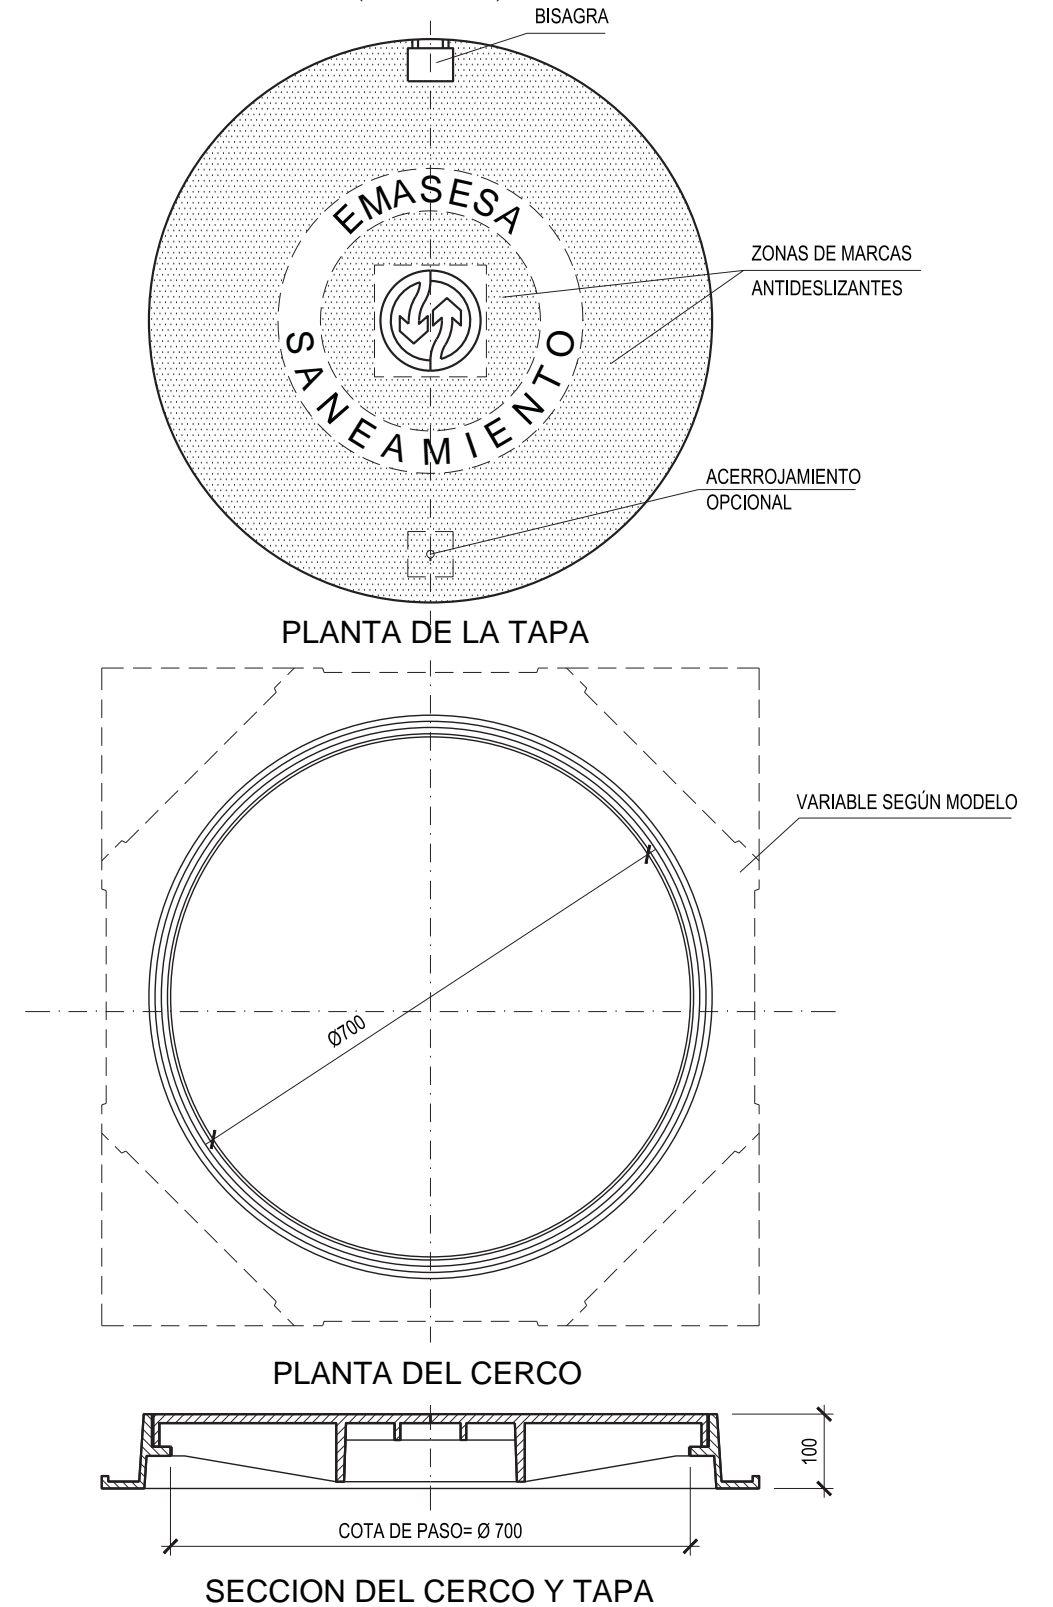 BISAGRA
EMASESA
SANEAMIENTO
ZONAS DE MARCAS
ANTIDESLIZANTES
ACERROJAMIENTO
OPCIONAL
PLANTA DE LA TAPA
VARIABLE SEGÚN MODELO
Ø700
PLANTA DEL CERCO
100
COTA DE PASO= Ø 700
SECCION DEL CERCO Y TAPA